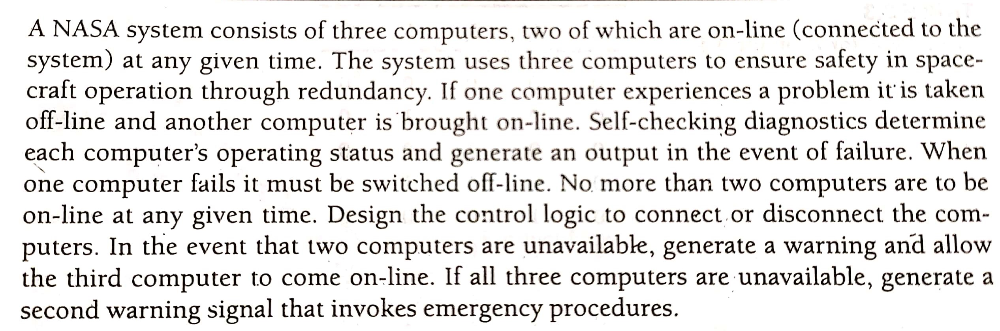 A NASA system consists of three computers, two of which are on-line (connected to the
system) at any given time. The system uses three computers to ensure safety in space-
craft operation through redundancy. If one computer experiences a problem it is taken
off-line and another computer is brought on-line. Self-checking diagnostics determine
each computer's operating status and generate an output in the event of failure. When
one computer fails it must be switched off-line. No more than two computers are to be
on-line at any given time. Design the control logic to connect or disconnect the com-
puters. In the event that two computers are unavailable, generate a warning and allow
the third computer to come on-line. If all three computers are unavailable, generate a
second warning signal that invokes emergency procedures.